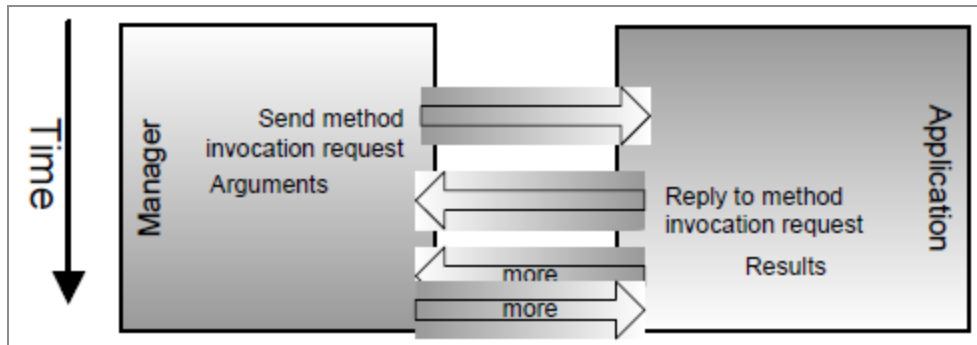 Time
Manager
Send method
invocation request
Arguments
Reply to method
invocation request
Results
more
more
Application